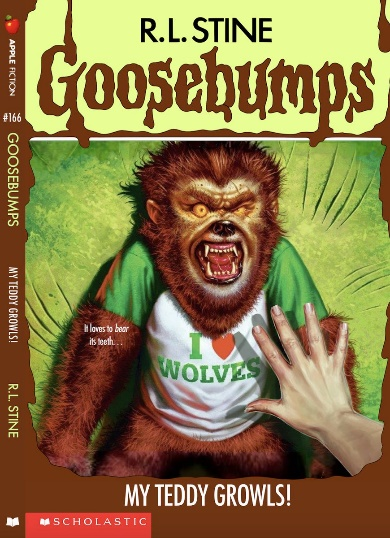 R.L. STINE
Goosebumps
It loves to bear
its teeth. . .
I
WOLVES
MY TEDDY GROWLS!
SCHOLASTIC
APPLE
FICTION
#166
GOOSEBUMPS
MY TEDDY GROWLS!
R.L. STINE